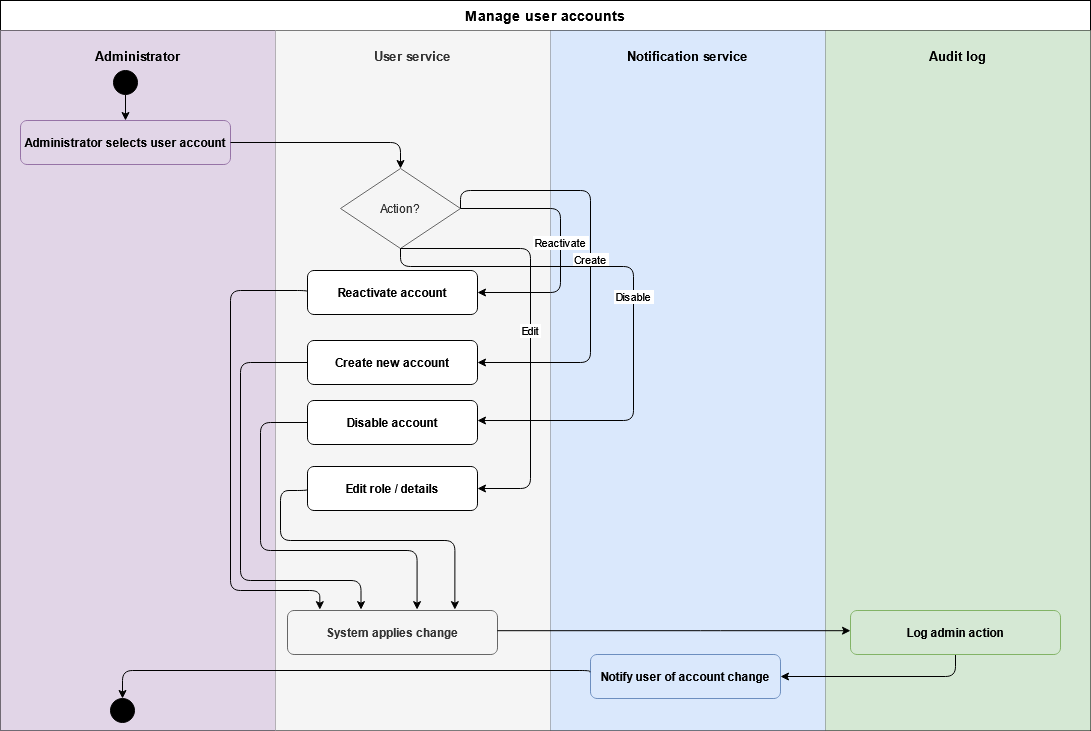 Manage user accounts
Administrator
User service
Notification service
Audit log
Administrator selects user account
Action?
Reactivate
Create
Reactivate account
Disable
Edit
Create new account
Disable account
Edit role / details
System applies change
Log admin action
Notify user of account change